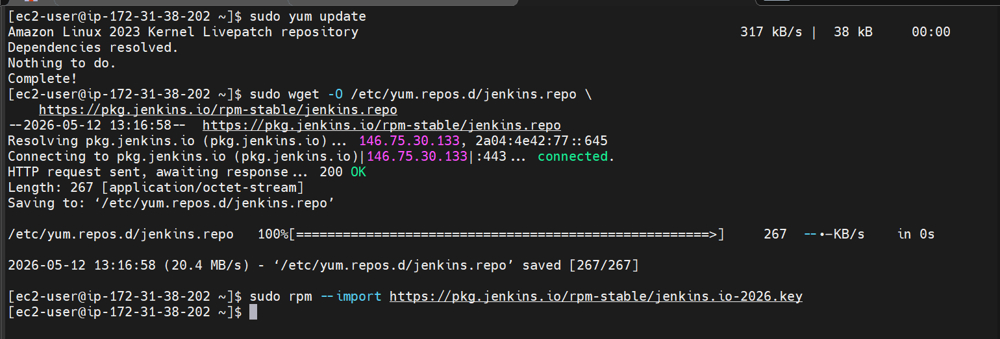 [ec2-user@ip-172-31-38-202 ~]$ sudo yum update
Amazon Linux 2023 Kernel Livepatch repository 317 kB/s | 38 kB 00:00
Dependencies resolved.
Nothing to do.
Complete!
[ec2-user@ip-172-31-38-202 ~]$ sudo wget -O /etc/yum.repos.d/jenkins.repo \
https://pkg.jenkins.io/rpm-stable/jenkins.repo
--2026-05-12 13:16:58-- https://pkg.jenkins.io/rpm-stable/jenkins.repo
Resolving pkg.jenkins.io (pkg.jenkins.io)... 146.75.30.133, 2a04:4e42:77::645
Connecting to pkg.jenkins.io (pkg.jenkins.io)|146.75.30.133|:443... connected.
HTTP request sent, awaiting response... 200 OK
Length: 267 [application/octet-stream]
Saving to: ‘/etc/yum.repos.d/jenkins.repo’
/etc/yum.repos.d/jenkins.repo 100%[=====================================================>] 267 --.-KB/s in 0s
2026-05-12 13:16:58 (20.4 MB/s) - ‘/etc/yum.repos.d/jenkins.repo’ saved [267/267]
[ec2-user@ip-172-31-38-202 ~]$ sudo rpm --import https://pkg.jenkins.io/rpm-stable/jenkins.io-2026.key
[ec2-user@ip-172-31-38-202 ~]$